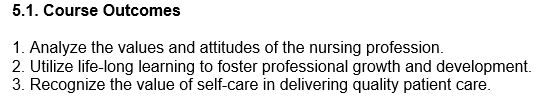 5.1. Course Outcomes
1. Analyze the values and attitudes of the nursing profession.
2. Utilize life-long learning to foster professional growth and development.
3. Recognize the value of self-care in delivering quality patient care.